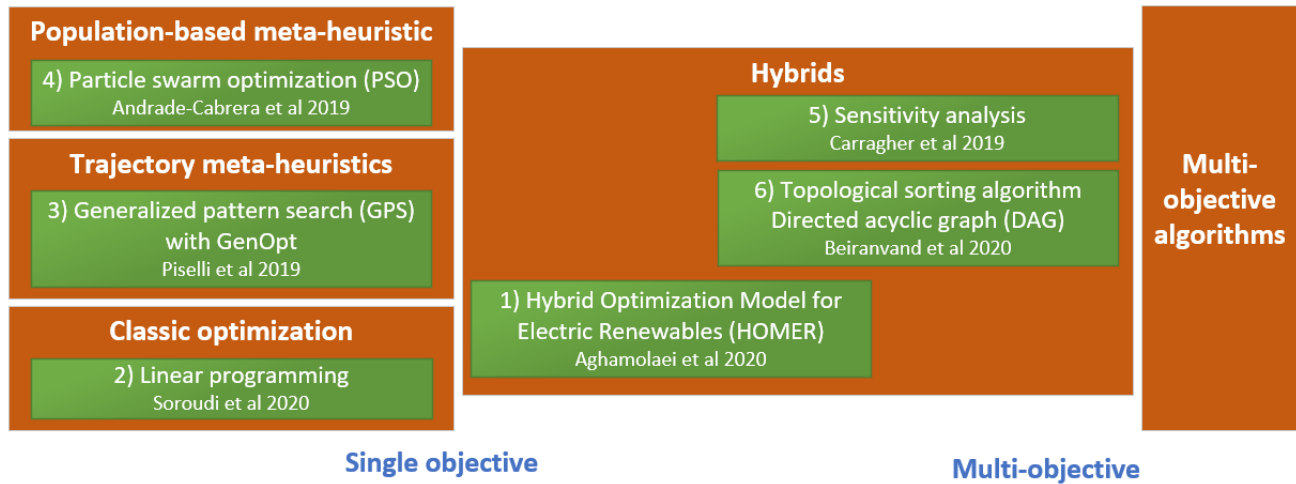 Population-based meta-heuristic
4) Particle swarm optimization (PSO)
Andrade-Cabrera et al 2019
Trajectory meta-heuristics
3) Generalized pattern search (GPS)
with GenOpt
Piselli et al 2019
Classic optimization
2) Linear programming
Soroudi et al 2020
Hybrids
5) Sensitivity analysis
Carragher et al 2019
6) Topological sorting algorithm
Directed acyclic graph (DAG)
Beiranvand et al 2020
1) Hybrid Optimization Model for
Electric Renewables (HOMER)
Aghamolaei et al 2020
Multi-
objective
algorithms
Single objective
Multi-objective